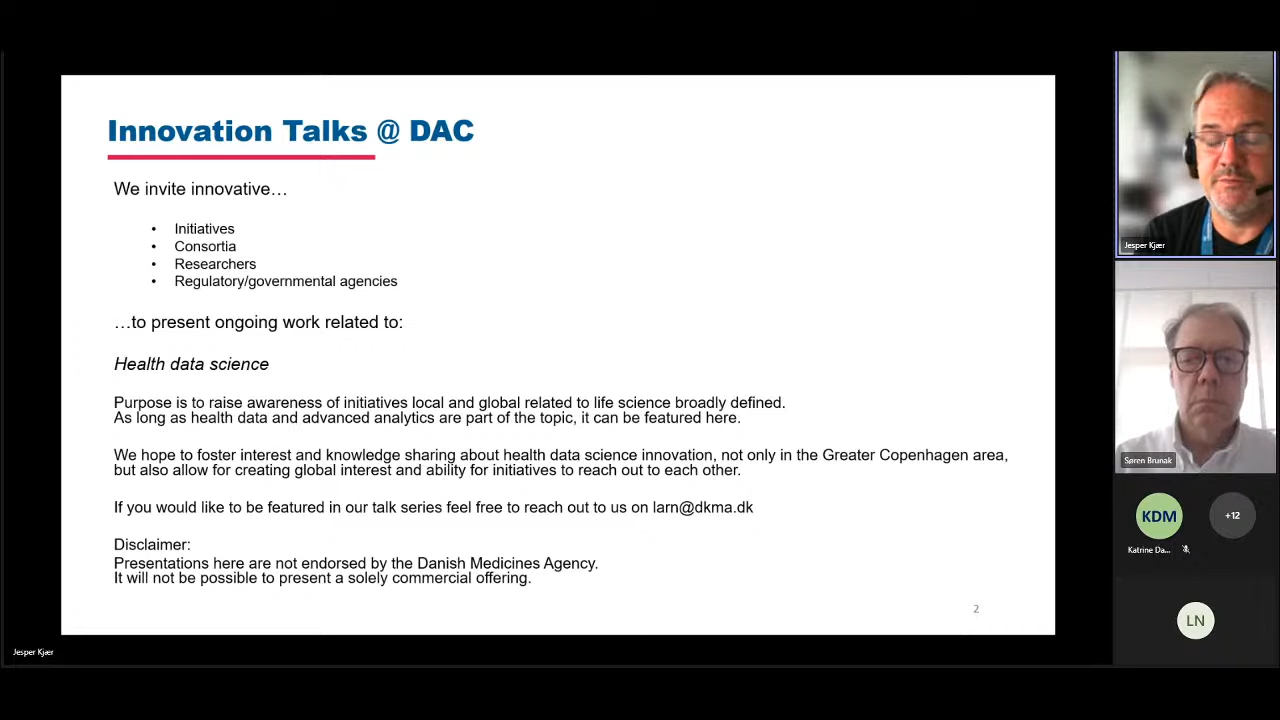 Innovation Talks @ DAC
We invite innovative…
• Initiatives
• Consortia
• Researchers
• Regulatory/governmental agencies
…to present ongoing work related to:
Health data science
Purpose is to raise awareness of initiatives local and global related to life science broadly defined.
As long as health data and advanced analytics are part of the topic, it can be featured here.
We hope to foster interest and knowledge sharing about health data science innovation, not only in the Greater Copenhagen area,
but also allow for creating global interest and ability for initiatives to reach out to each other.
If you would like to be featured in our talk series feel free to reach out to us on larn@dkma.dk
Disclaimer:
Presentations here are not endorsed by the Danish Medicines Agency.
It will not be possible to present a solely commercial offering.
2
Jesper Kjær
Jesper Kjær
Søren Brunak
KDM
+12
Katrine Da...
LN